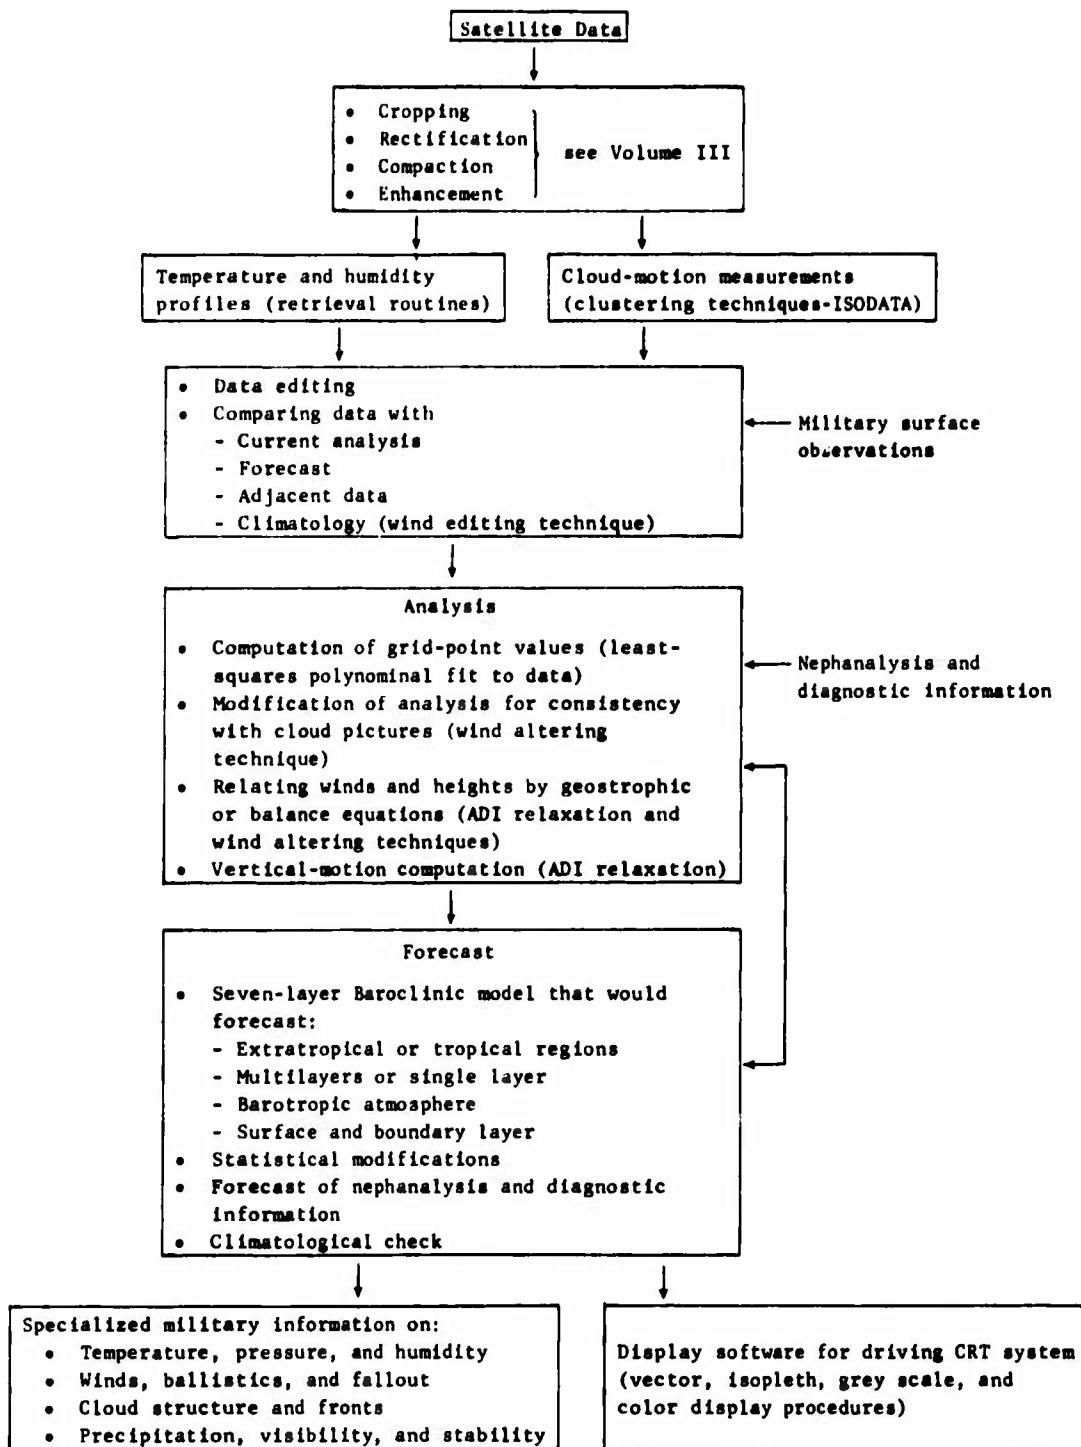 Satellite Data
• Cropping
• Rectification
• Compaction
• Enhancement
see Volume III
Temperature and humidity
profiles (retrieval routines)
Cloud-motion measurements
(clustering techniques-ISODATA)
• Data editing
• Comparing data with
- Current analysis
- Forecast
- Adjacent data
- Climatology (wind editing technique)
Military surface
observations
Analysis
• Computation of grid-point values (least-
squares polynominal fit to data)
• Modification of analysis for consistency
with cloud pictures (wind altering
technique)
• Relating winds and heights by geostrophic
or balance equations (ADI relaxation and
wind altering techniques)
• Vertical-motion computation (ADI relaxation)
Nephanalysis and
diagnostic information
Forecast
• Seven-layer Baroclinic model that would
forecast:
- Extratropical or tropical regions
- Multilayers or single layer
- Barotropic atmosphere
- Surface and boundary layer
• Statistical modifications
• Forecast of nephanalysis and diagnostic
information
• Climatological check
Specialized military information on:
• Temperature, pressure, and humidity
• Winds, ballistics, and fallout
• Cloud structure and fronts
• Precipitation, visibility, and stability
Display software for driving CRT system
(vector, isopleth, grey scale, and
color display procedures)